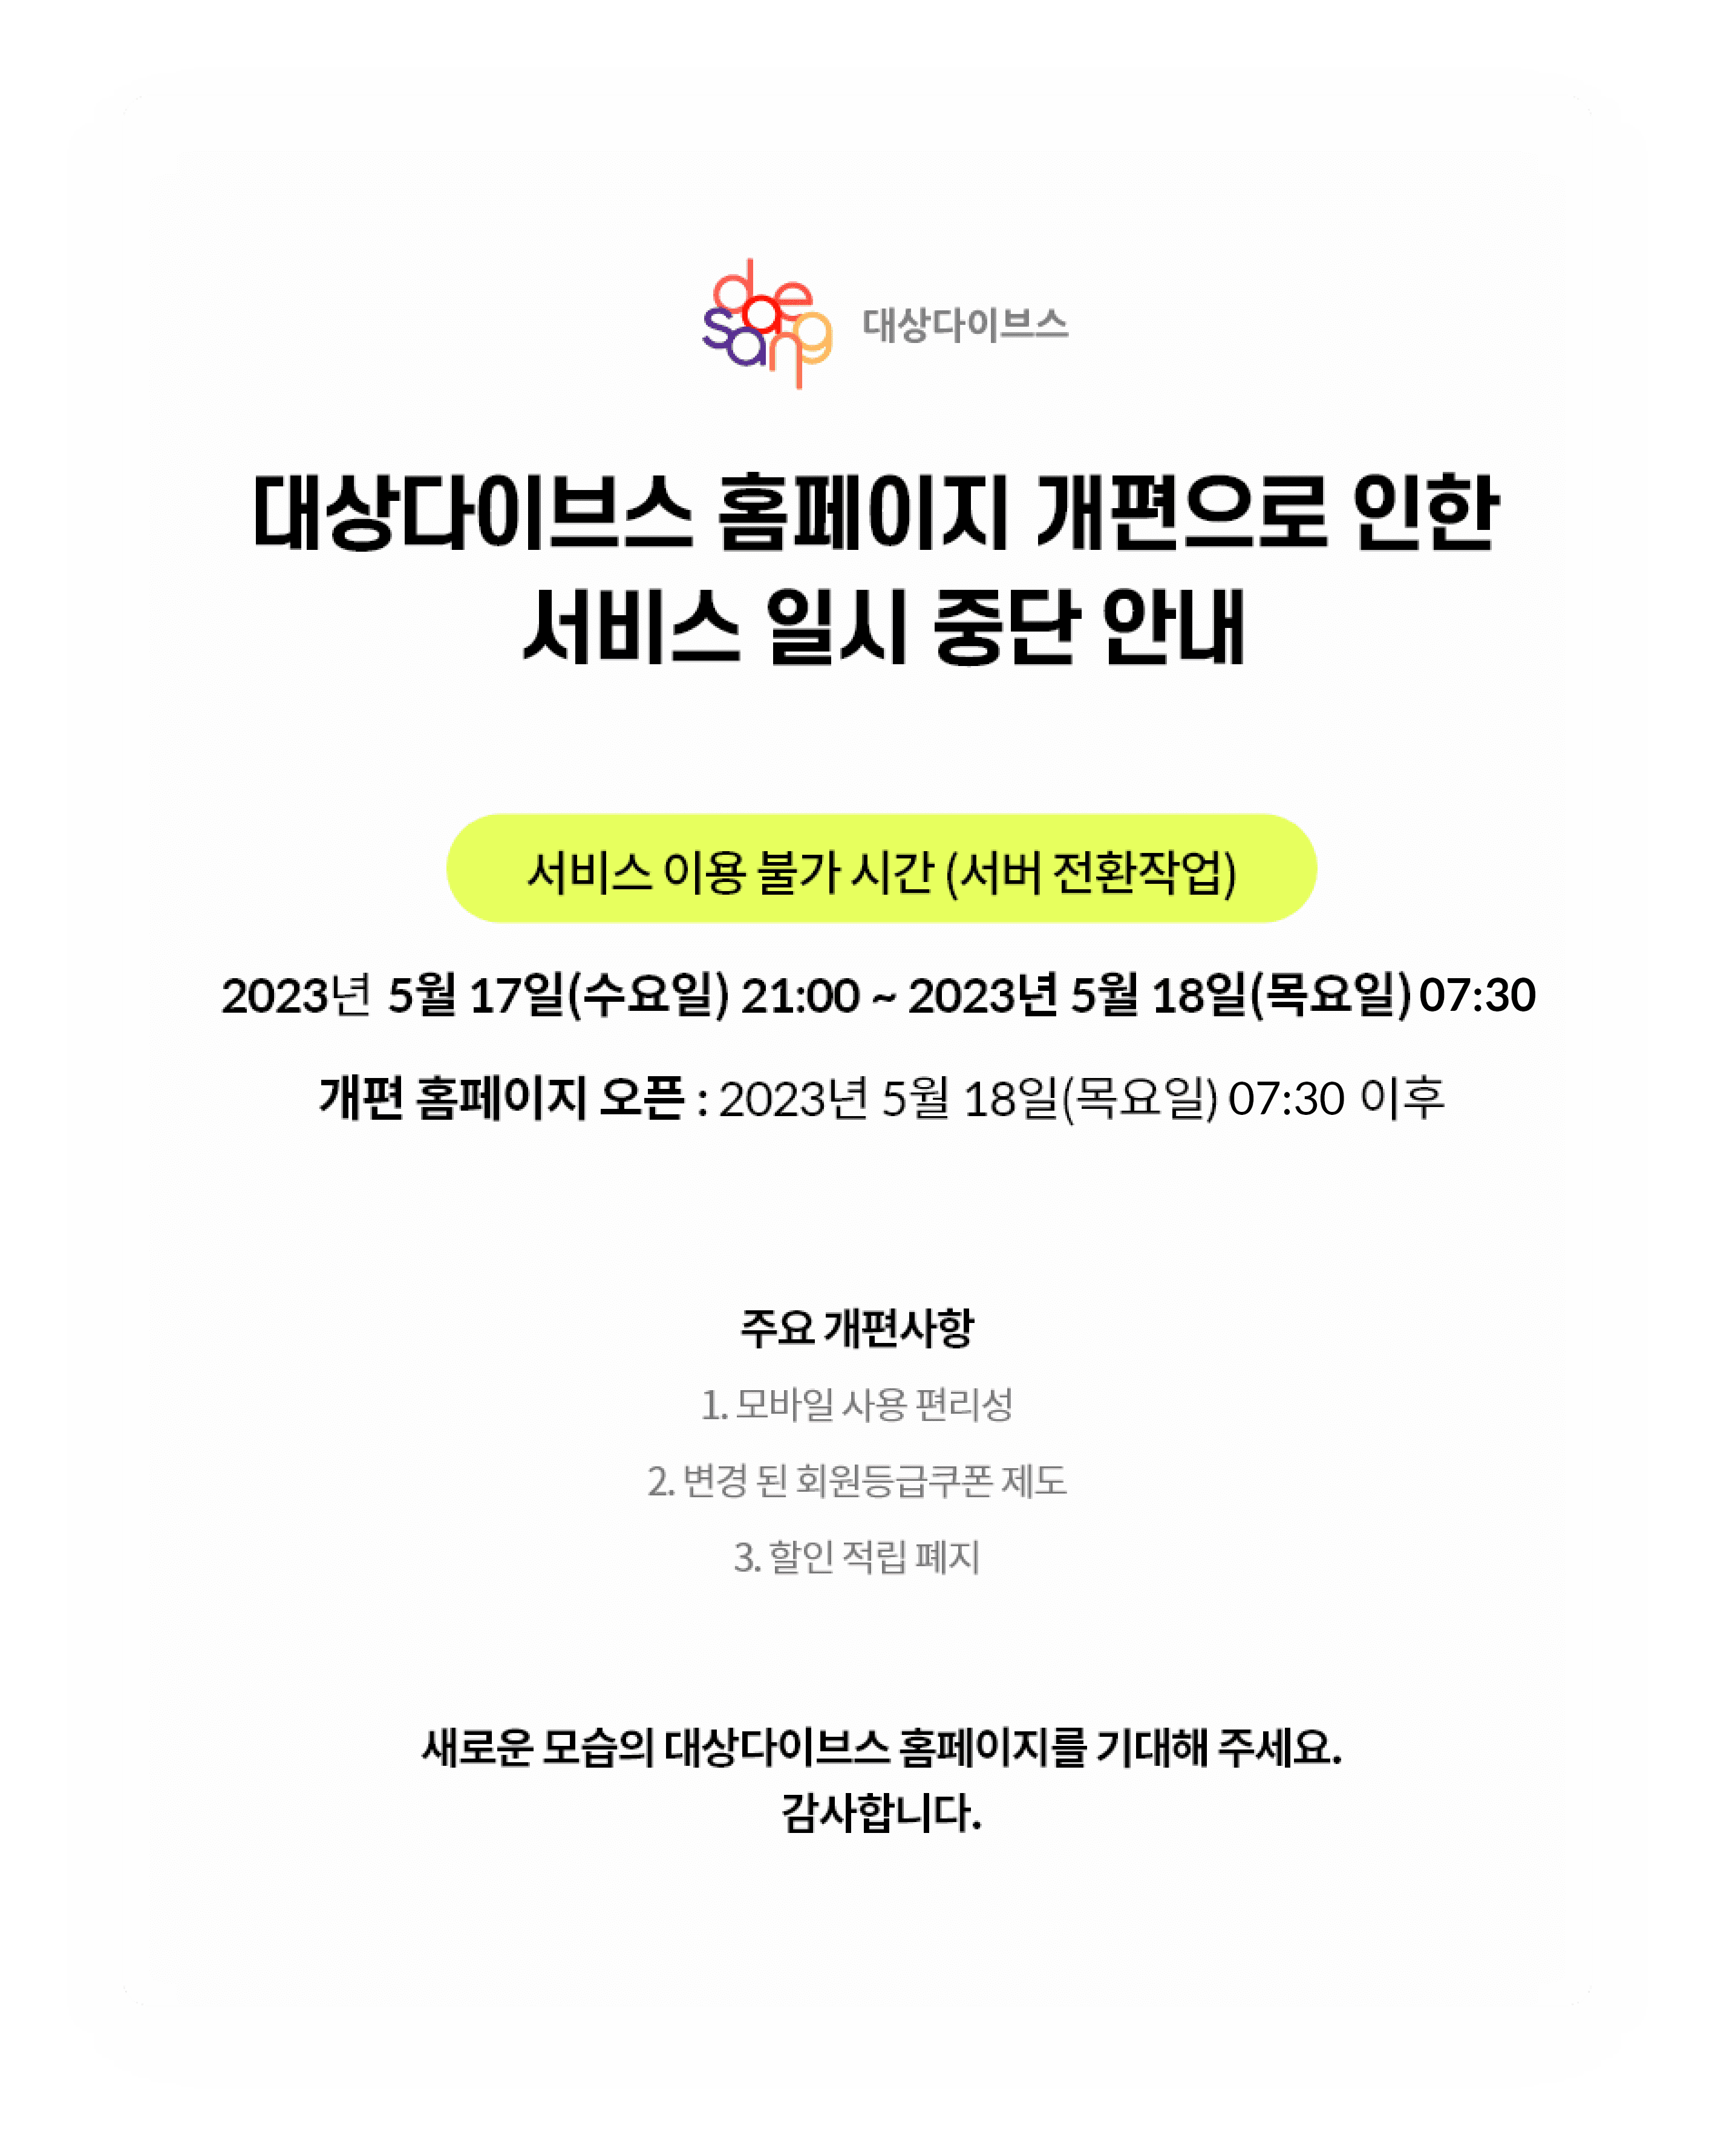 daesang 대상다이브스
대상다이브스 홈페이지 개편으로 인한
서비스 일시 중단 안내
서비스 이용 불가 시간 (서버 전환작업)
2023년 5월 17일(수요일) 21:00 ~ 2023년 5월 18일(목요일) 07:30
개편 홈페이지 오픈 : 2023년 5월 18일(목요일) 07:30 이후
주요 개편사항
1. 모바일 사용 편리성
2. 변경 된 회원등급쿠폰 제도
3. 할인 적립 폐지
새로운 모습의 대상다이브스 홈페이지를 기대해 주세요.
감사합니다.